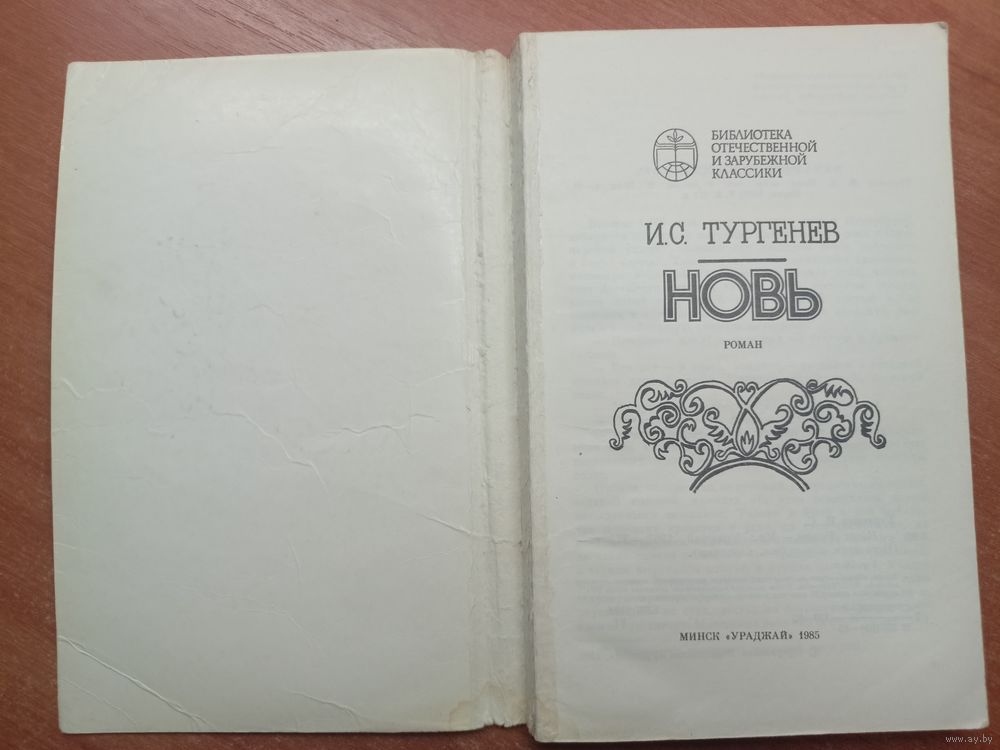 БИБЛИОТЕКА
ОТЕЧЕСТВЕННОЙ
И ЗАРУБЕЖНОЙ
КЛАССИКИ
И.С. ТУРГЕНЕВ
НОВЬ
РОМАН
МИНСК «УРАДЖАЙ» 1985
www.ay.by